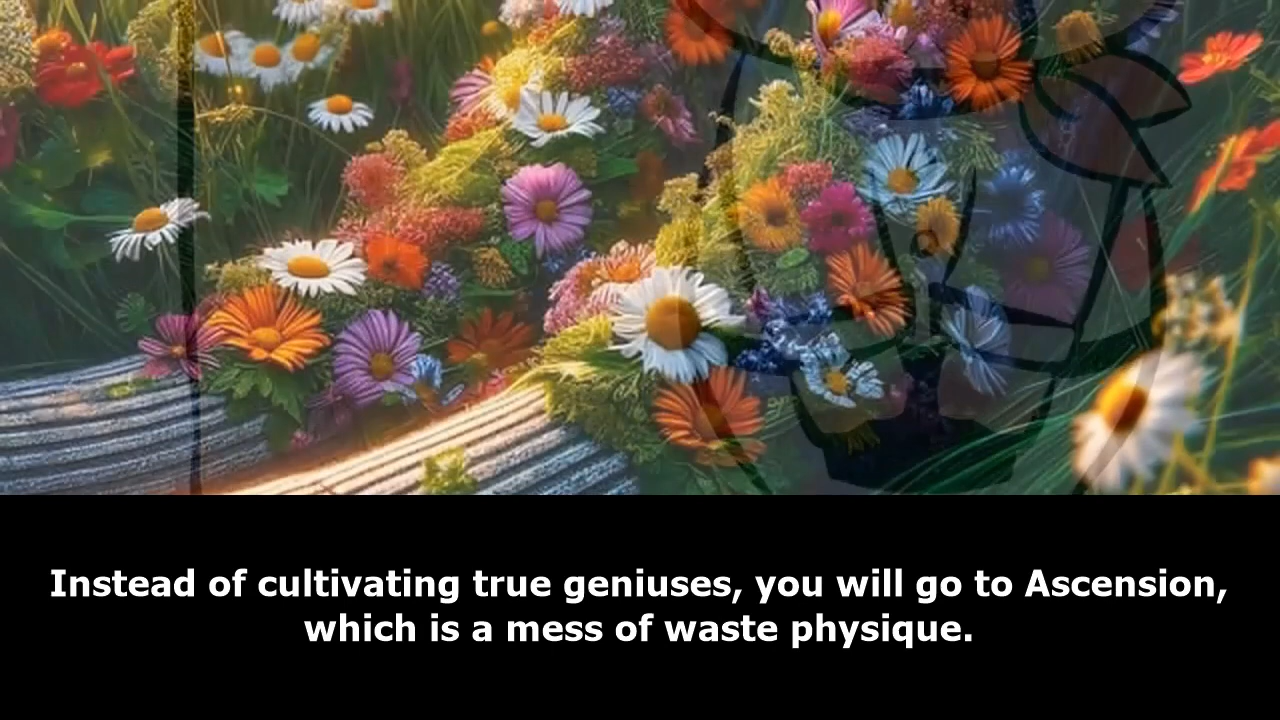 Instead of cultivating true geniuses, you will go to Ascension,
which is a mess of waste physique.